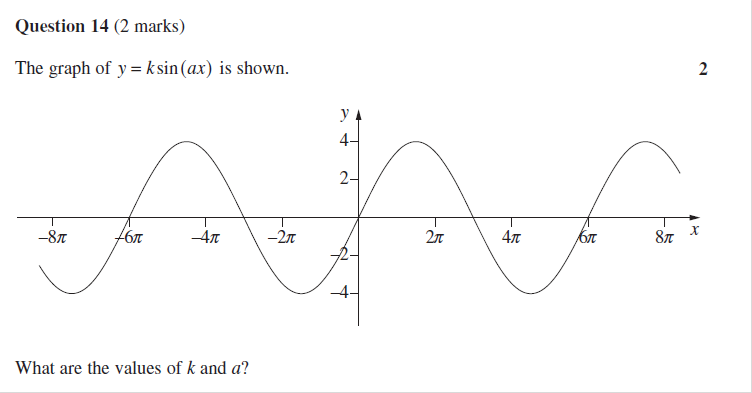 Question 14 (2 marks)
The graph of y = k sin(ax) is shown.
2
y
4
2
–8π –6π –4π –2π 2π 4π 6π 8π x
–2
–4
What are the values of k and a?